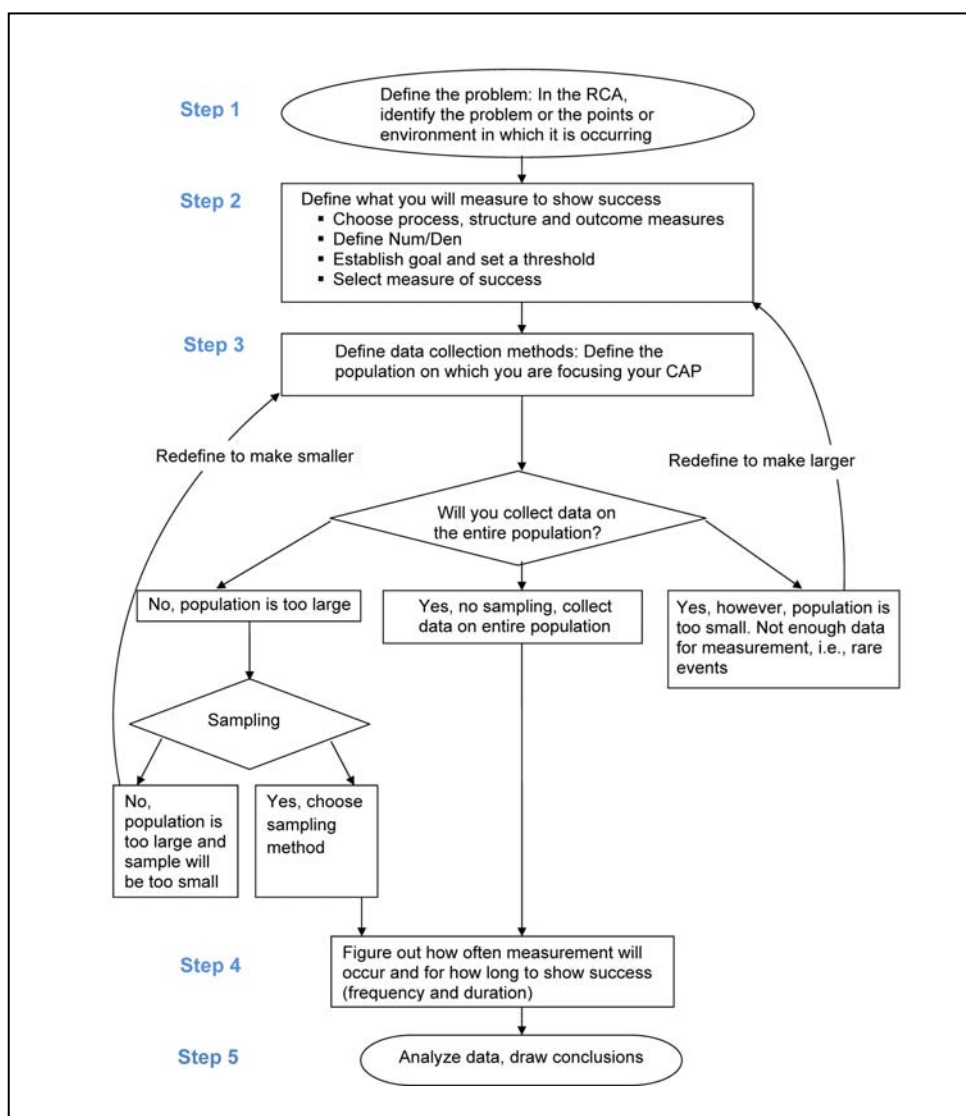 Step 1
Define the problem: In the RCA,
identify the problem or the points or
environment in which it is occurring
Step 2
Define what you will measure to show success
▪ Choose process, structure and outcome measures
▪ Define Num/Den
▪ Establish goal and set a threshold
▪ Select measure of success
Step 3
Define data collection methods: Define the
population on which you are focusing your CAP
Redefine to make smaller
Redefine to make larger
Will you collect data on
the entire population?
No, population is too large
Yes, no sampling, collect
data on entire population
Yes, however, population is
too small. Not enough data
for measurement, i.e., rare
events
Sampling
No,
population is
too large and
sample will
be too small
Yes, choose
sampling
method
Step 4
Figure out how often measurement will
occur and for how long to show success
(frequency and duration)
Step 5
Analyze data, draw conclusions